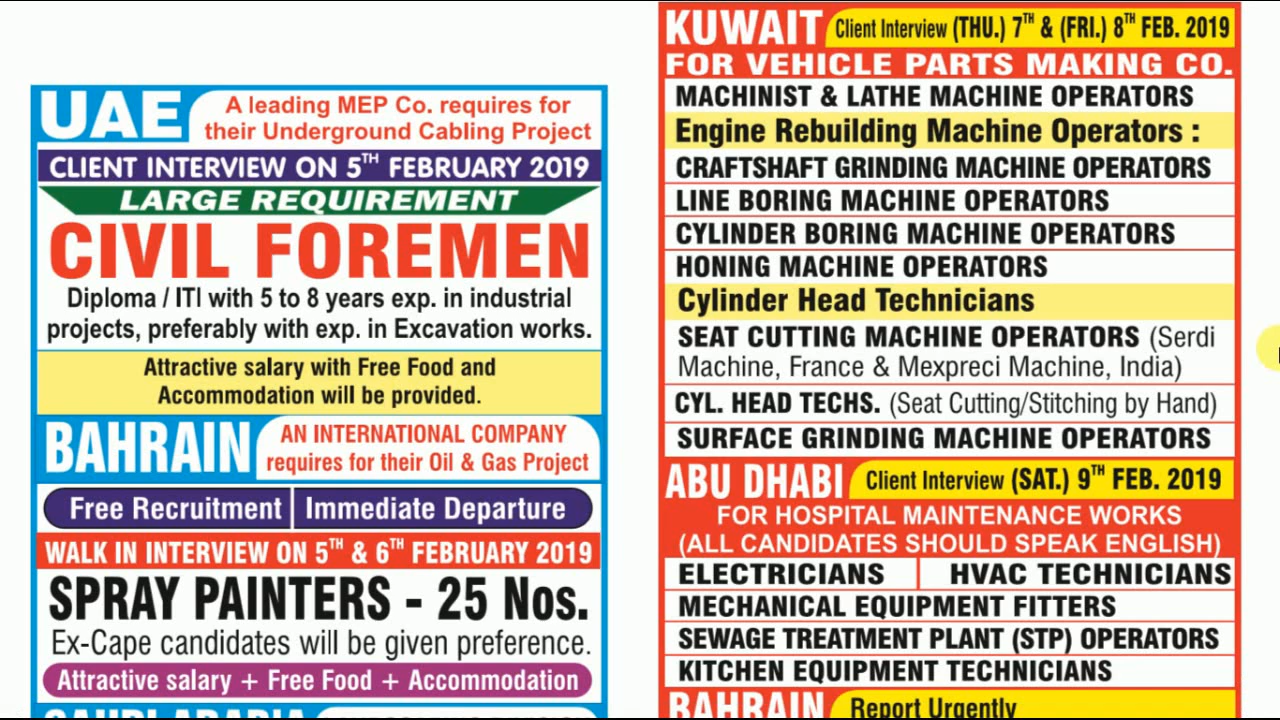 UAE
A leading MEP Co. requires for
their Underground Cabling Project
CLIENT INTERVIEW ON 5TH FEBRUARY 2019
LARGE REQUIREMENT
CIVIL FOREMEN
Diploma / ITI with 5 to 8 years exp. in industrial
projects, preferably with exp. in Excavation works.
Attractive salary with Free Food and
Accommodation will be provided.
BAHRAIN
AN INTERNATIONAL COMPANY
requires for their Oil & Gas Project
Free Recruitment | Immediate Departure
WALK IN INTERVIEW ON 5TH & 6TH FEBRUARY 2019
SPRAY PAINTERS - 25 Nos.
Ex-Cape candidates will be given preference.
Attractive salary + Free Food + Accommodation
SAUDI ARABIA
KUWAIT Client Interview (THU.) 7TH & (FRI.) 8TH FEB. 2019
FOR VEHICLE PARTS MAKING CO.
MACHINIST & LATHE MACHINE OPERATORS
Engine Rebuilding Machine Operators :
CRAFTSHAFT GRINDING MACHINE OPERATORS
LINE BORING MACHINE OPERATORS
CYLINDER BORING MACHINE OPERATORS
HONING MACHINE OPERATORS
Cylinder Head Technicians
SEAT CUTTING MACHINE OPERATORS (Serdi
Machine, France & Mexpreci Machine, India)
CYL. HEAD TECHS. (Seat Cutting/Stitching by Hand)
SURFACE GRINDING MACHINE OPERATORS
ABU DHABI Client Interview (SAT.) 9TH FEB. 2019
FOR HOSPITAL MAINTENANCE WORKS
(ALL CANDIDATES SHOULD SPEAK ENGLISH)
ELECTRICIANS | HVAC TECHNICIANS
MECHANICAL EQUIPMENT FITTERS
SEWAGE TREATMENT PLANT (STP) OPERATORS
KITCHEN EQUIPMENT TECHNICIANS
BAHRAIN Report Urgently